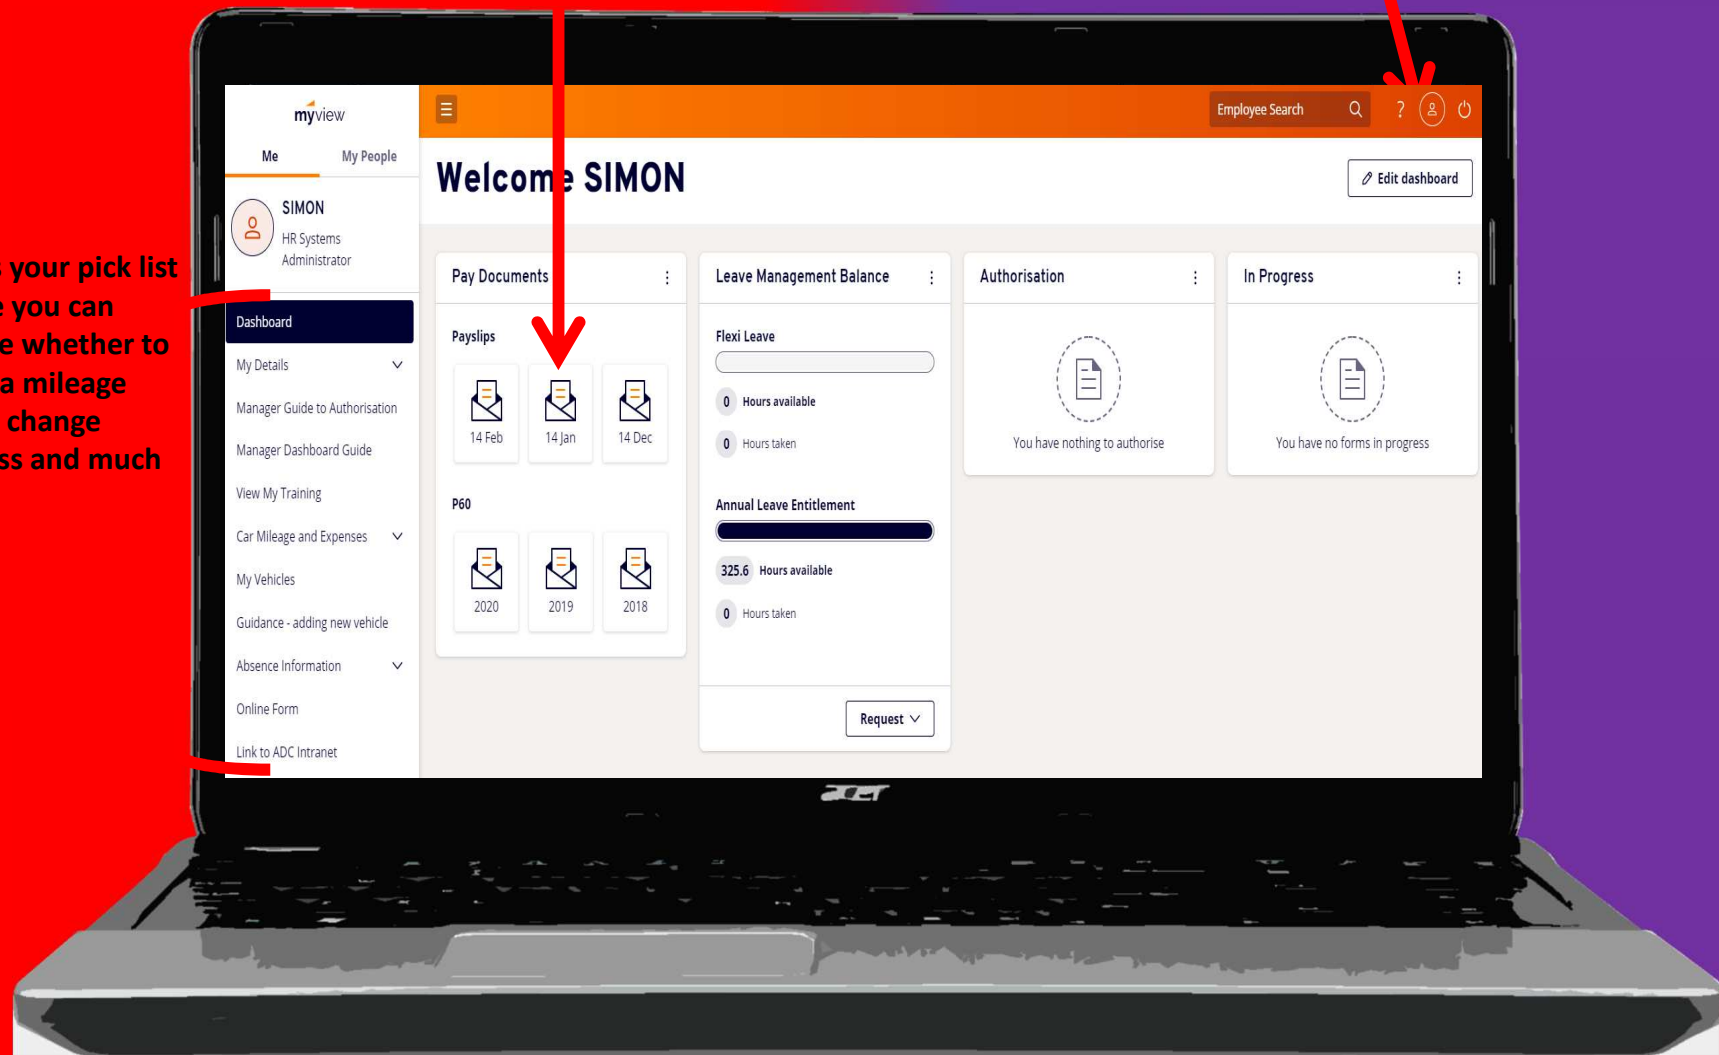 s your pick list
e you can
e whether to
a mileage
change
ss and much
myview
Me My People
SIMON
HR Systems
Administrator
Dashboard
My Details
Manager Guide to Authorisation
Manager Dashboard Guide
View My Training
Car Mileage and Expenses
My Vehicles
Guidance - adding new vehicle
Absence Information
Online Form
Link to ADC Intranet
Employee Search
?
Welcome SIMON
Edit dashboard
Pay Documents
Payslips
14 Feb 14 Jan 14 Dec
P60
2020 2019 2018
Leave Management Balance
Flexi Leave
0 Hours available
0 Hours taken
Annual Leave Entitlement
325.6 Hours available
0 Hours taken
Request
Authorisation
You have nothing to authorise
In Progress
You have no forms in progress
acer